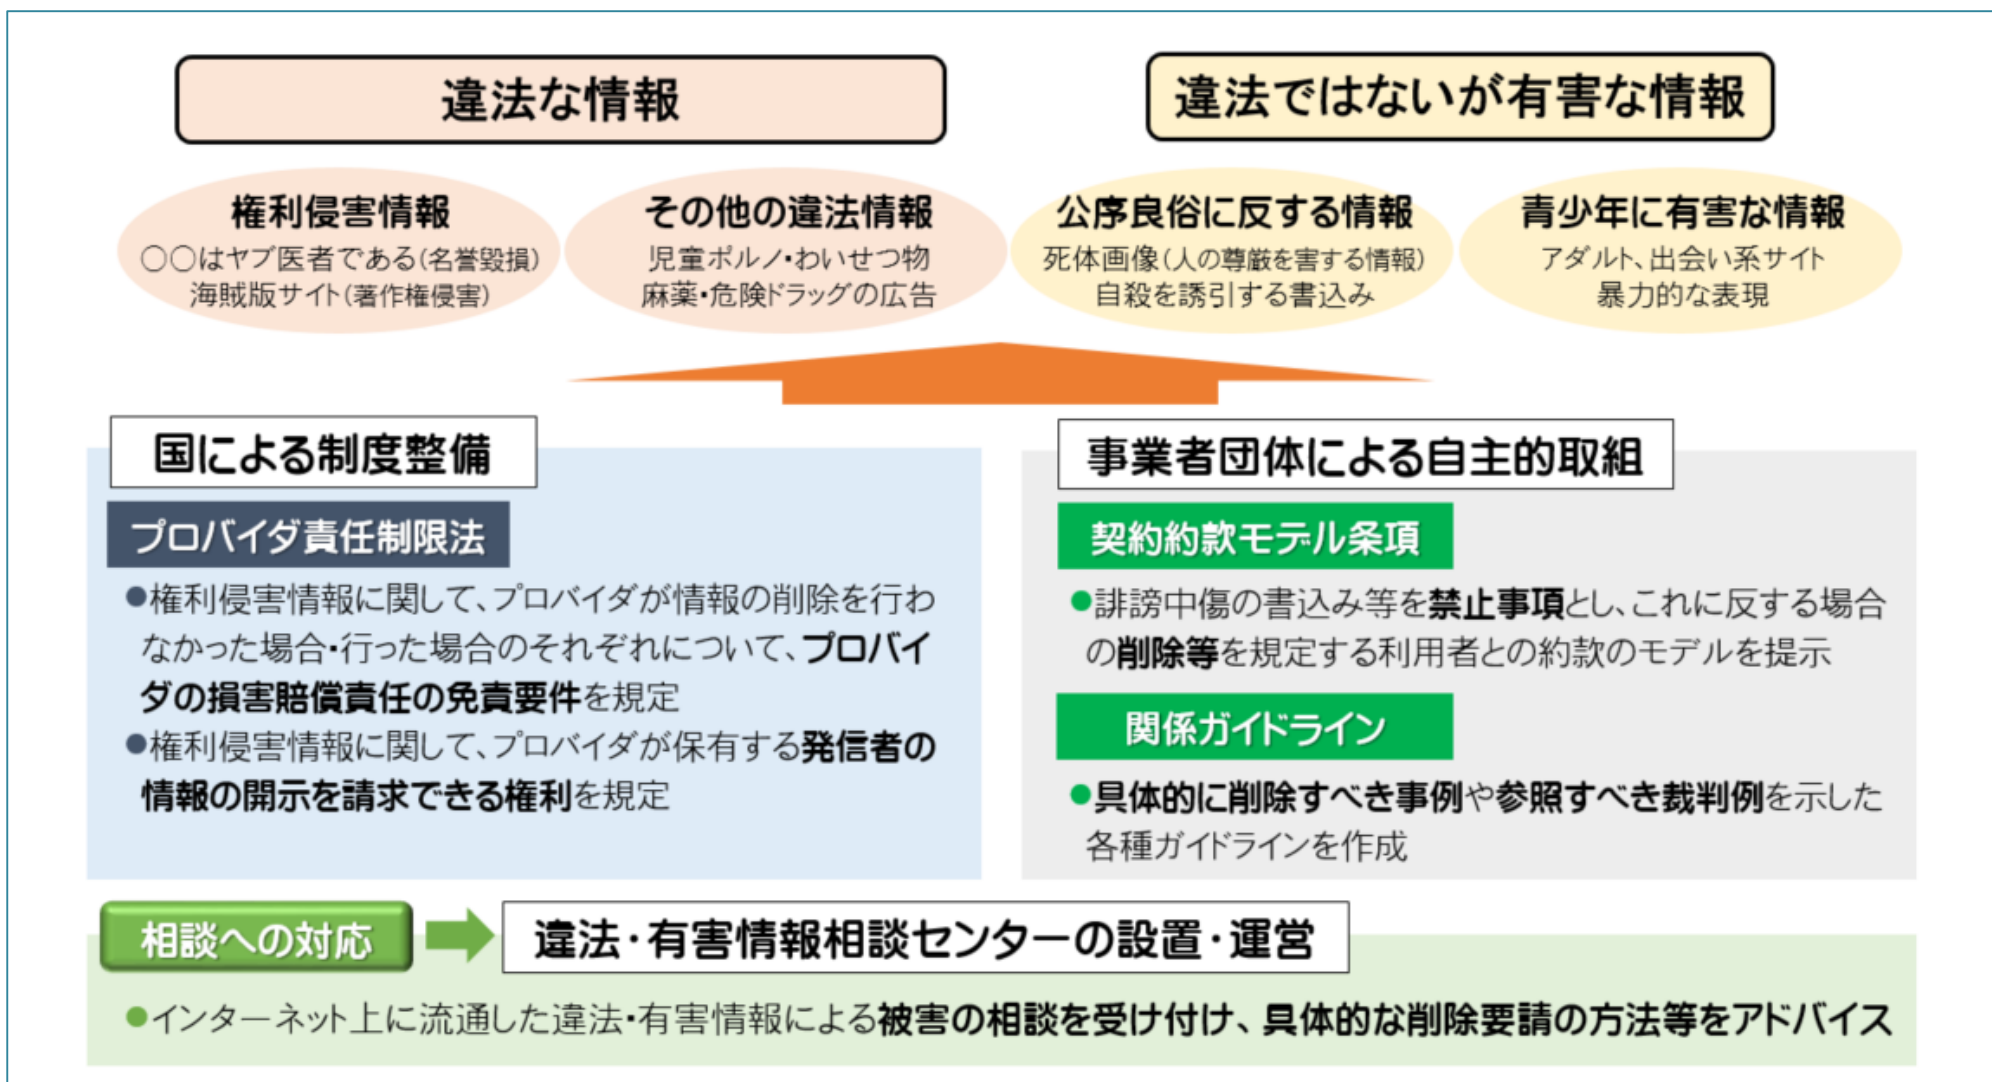 違法な情報
違法ではないが有害な情報
権利侵害情報
〇〇はヤブ医者である(名誉毀損)
海賊版サイト(著作権侵害)
その他の違法情報
児童ポルノ・わいせつ物
麻薬・危険ドラッグの広告
公序良俗に反する情報
死体画像(人の尊厳を害する情報)
自殺を誘引する書込み
青少年に有害な情報
アダルト、出会い系サイト
暴力的な表現
国による制度整備
プロバイダ責任制限法
●権利侵害情報に関して、プロバイダが情報の削除を行わ
なかった場合・行った場合のそれぞれについて、プロバイ
ダの損害賠償責任の免責要件を規定
●権利侵害情報に関して、プロバイダが保有する発信者の
情報の開示を請求できる権利を規定
事業者団体による自主的取組
契約約款モデル条項
●誹謗中傷の書込み等を禁止事項とし、これに反する場合
の削除等を規定する利用者との約款のモデルを提示
関係ガイドライン
●具体的に削除すべき事例や参照すべき裁判例を示した
各種ガイドラインを作成
相談への対応
違法・有害情報相談センターの設置・運営
●インターネット上に流通した違法・有害情報による被害の相談を受け付け、具体的な削除要請の方法等をアドバイス